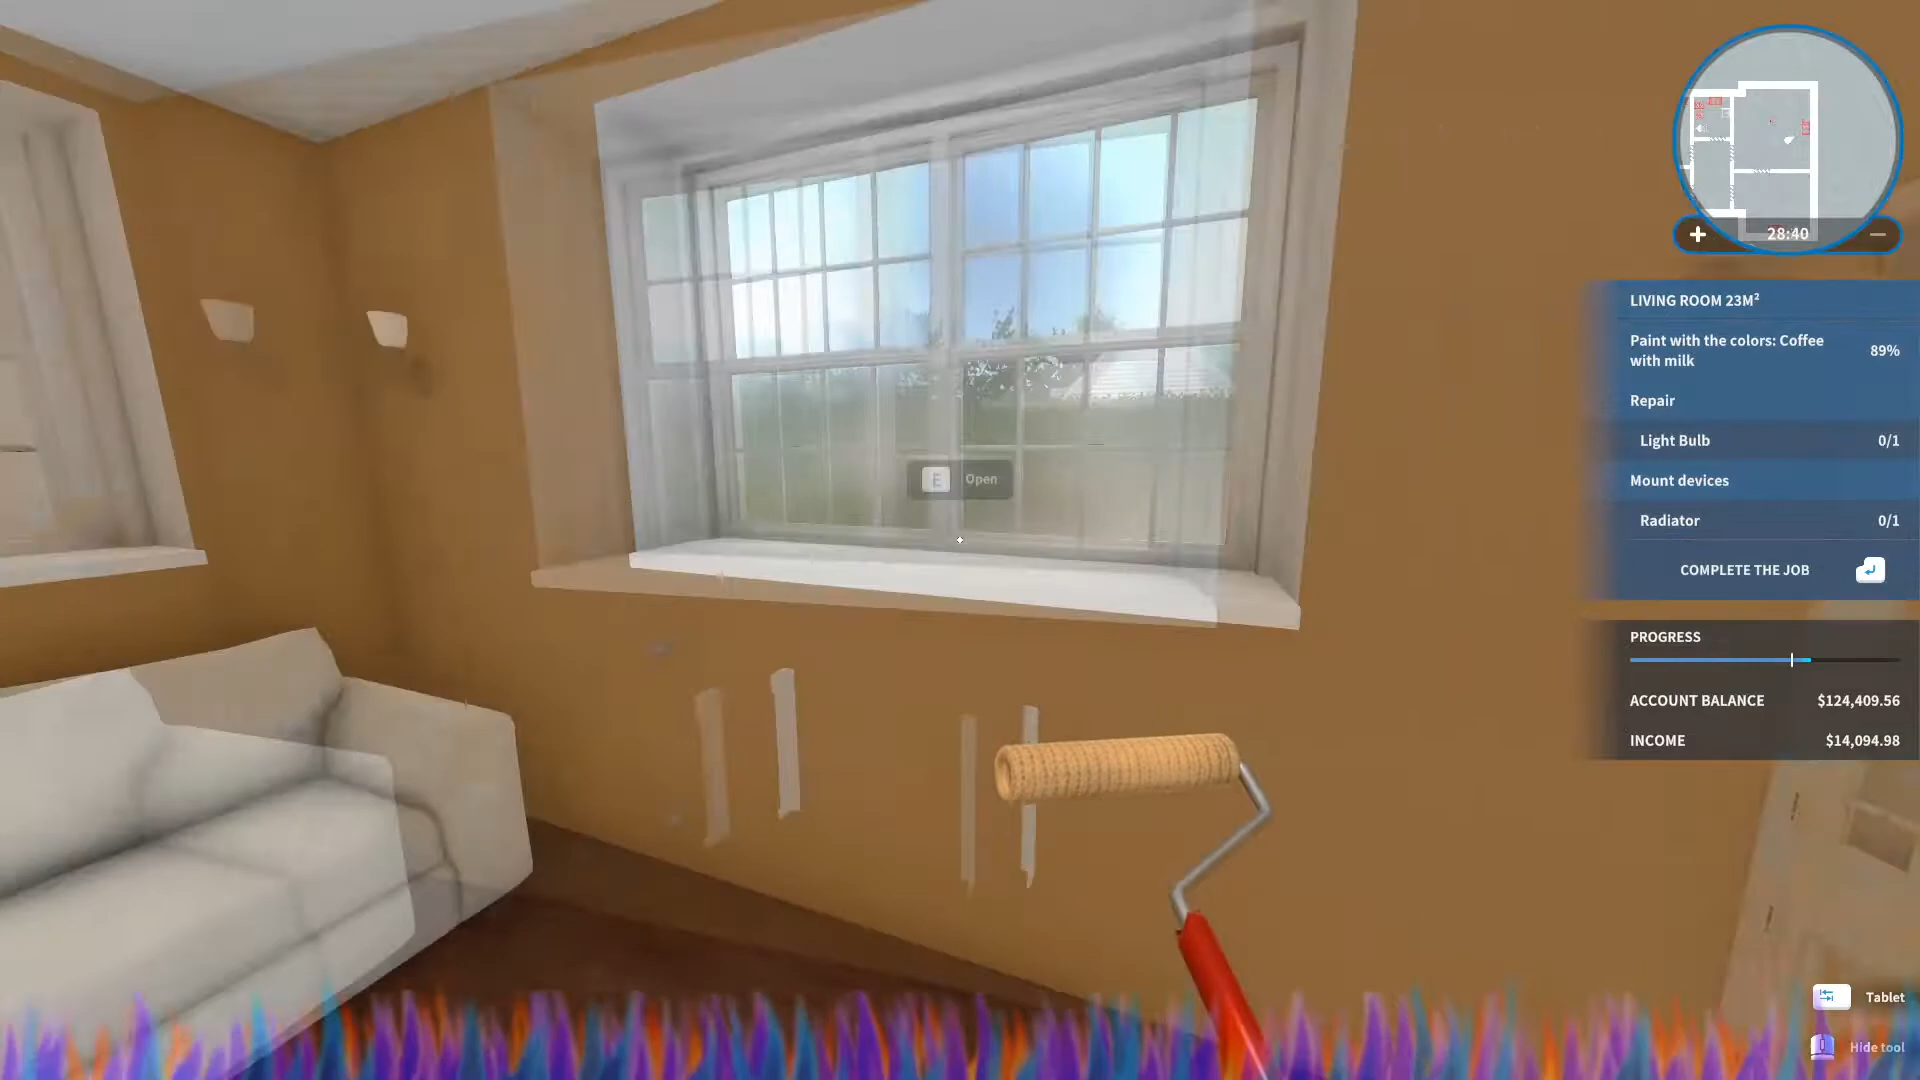 28:40
LIVING ROOM 23M²
Paint with the colors: Coffee
with milk
89%
Repair
Light Bulb 0/1
Mount devices
Radiator 0/1
COMPLETE THE JOB
PROGRESS
ACCOUNT BALANCE $124,409.56
INCOME $14,094.98
E Open
Tablet
Hide tool